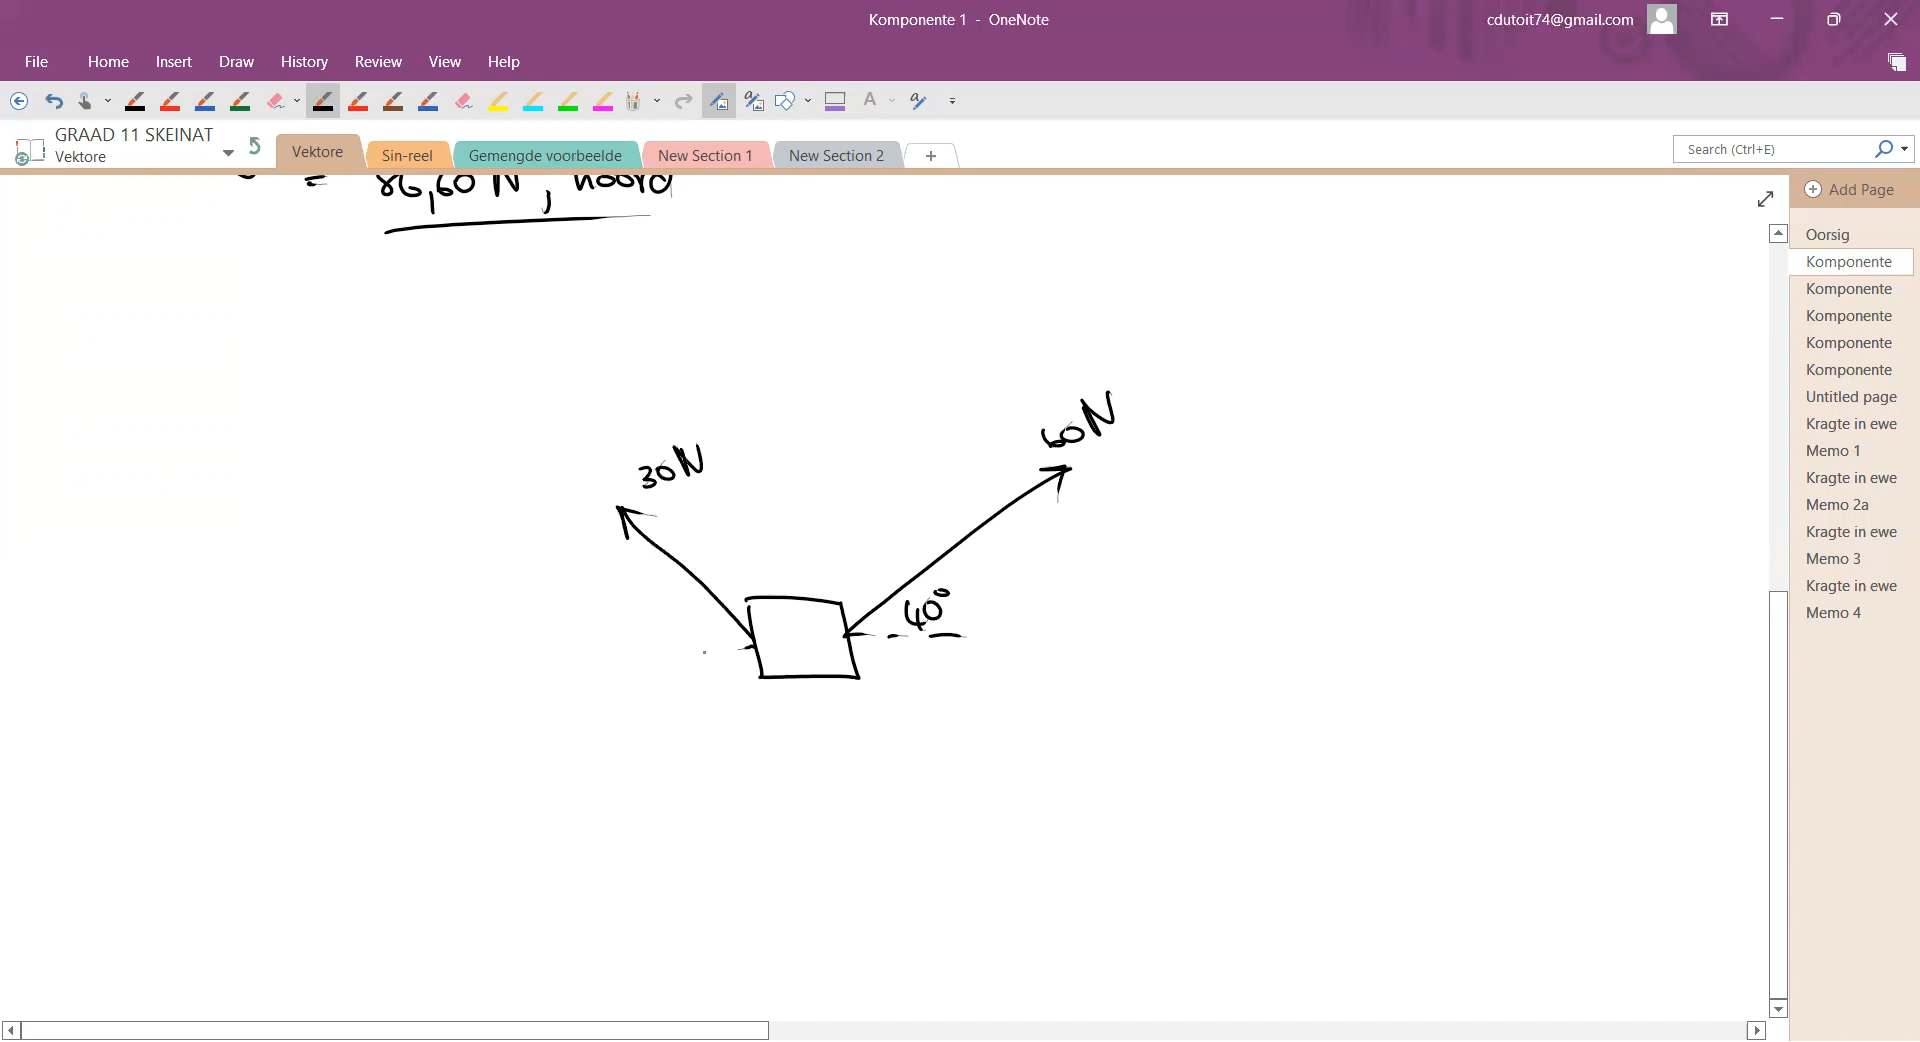 Komponente 1 - OneNote
cdutoit74@gmail.com
File Home Insert Draw History Review View Help
GRAAD 11 SKEINAT
Vektore
Vektore Sin-reel Gemengde voorbeelde New Section 1 New Section 2 +
Search (Ctrl+E)
Add Page
Oorsig
Komponente
Komponente
Komponente
Komponente
Komponente
Untitled page
Kragte in ewe
Memo 1
Kragte in ewe
Memo 2a
Kragte in ewe
Memo 3
Kragte in ewe
Memo 4
= 86,60 N, noord
60N
30N
40°